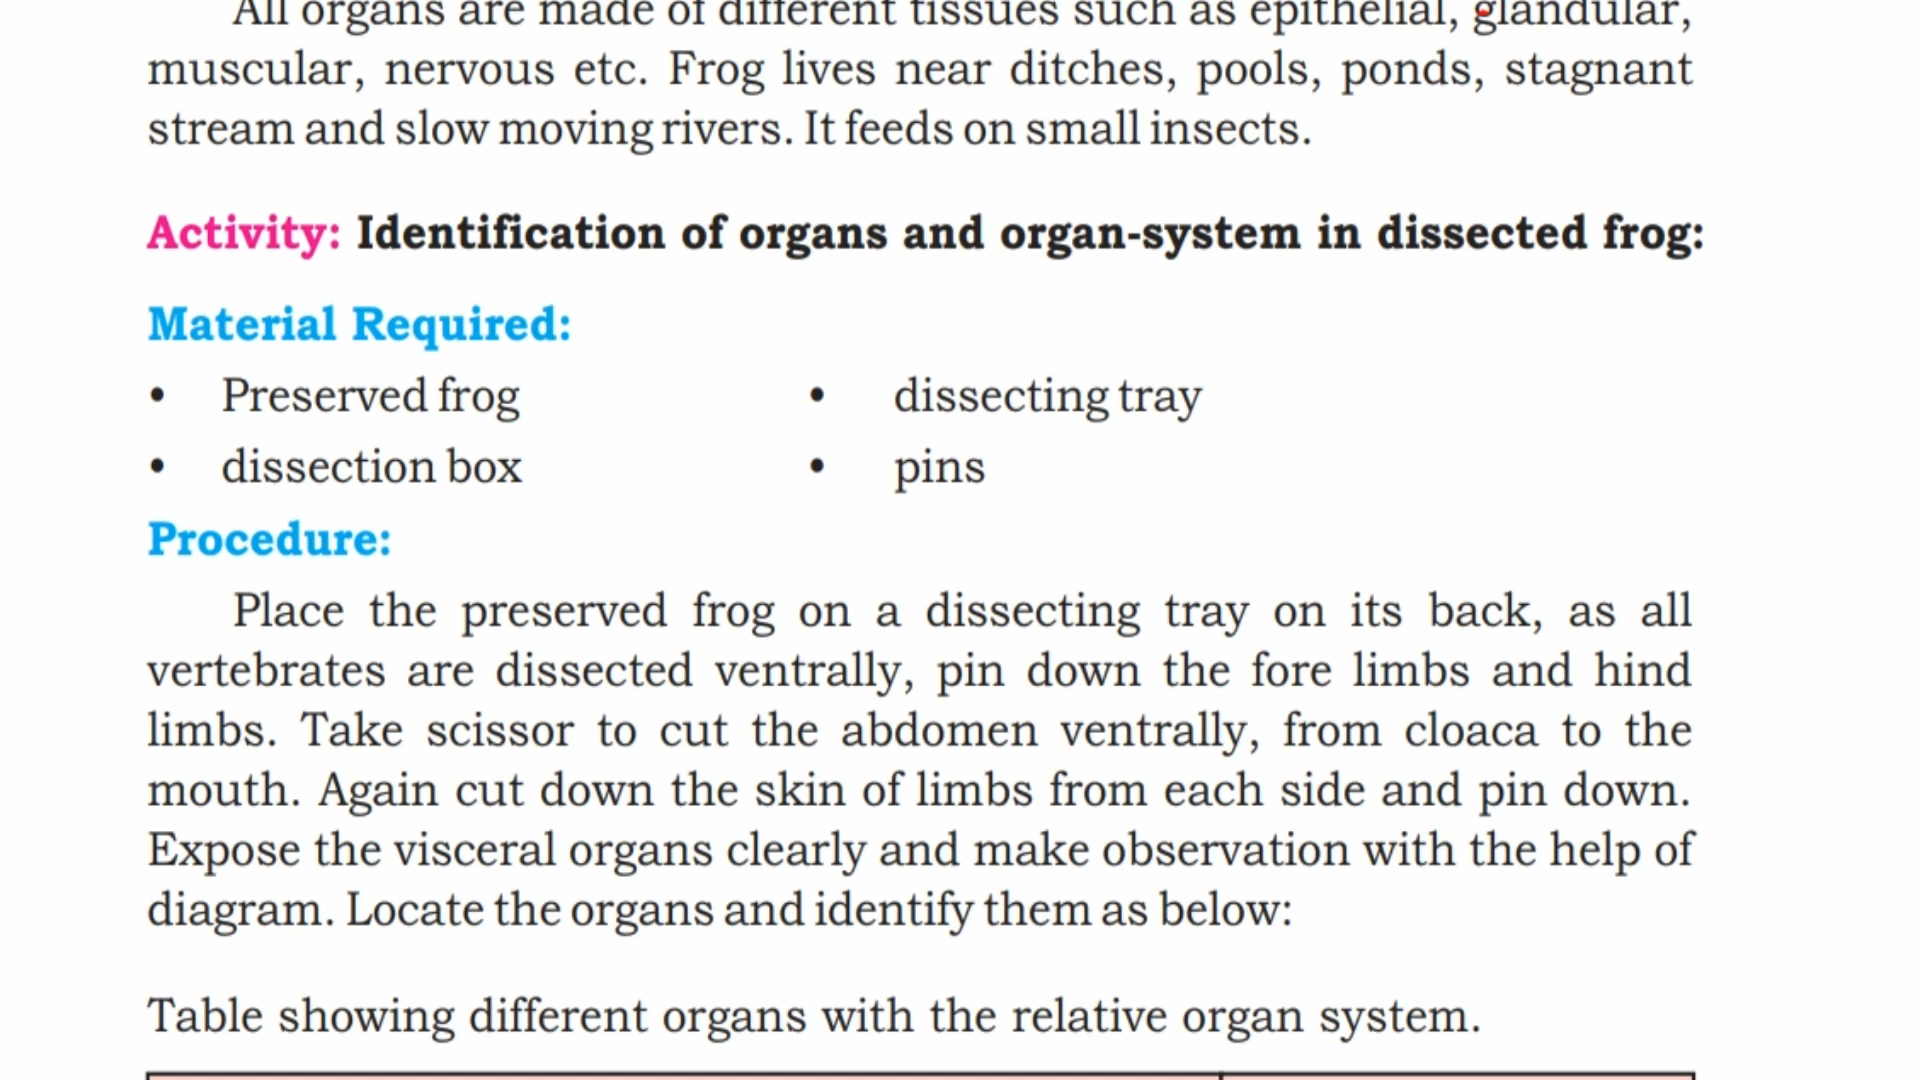 All organs are made of different tissues such as epithelial, glandular,
muscular, nervous etc. Frog lives near ditches, pools, ponds, stagnant
stream and slow moving rivers. It feeds on small insects.
Activity: Identification of organs and organ-system in dissected frog:
Material Required:
• Preserved frog • dissecting tray
• dissection box • pins
Procedure:
Place the preserved frog on a dissecting tray on its back, as all
vertebrates are dissected ventrally, pin down the fore limbs and hind
limbs. Take scissor to cut the abdomen ventrally, from cloaca to the
mouth. Again cut down the skin of limbs from each side and pin down.
Expose the visceral organs clearly and make observation with the help of
diagram. Locate the organs and identify them as below:
Table showing different organs with the relative organ system.